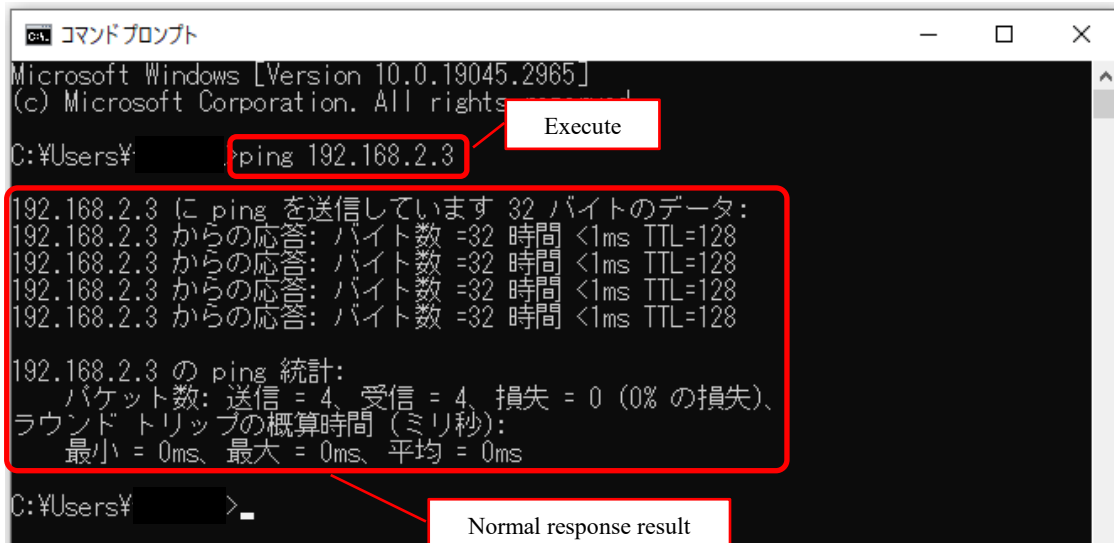 コマンド プロンプト
Microsoft Windows [Version 10.0.19045.2965]
(c) Microsoft Corporation. All rights
Execute
C:¥Users¥ >ping 192.168.2.3
192.168.2.3 に ping を送信しています 32 バイトのデータ:
192.168.2.3 からの応答: バイト数 =32 時間 <1ms TTL=128
192.168.2.3 からの応答: バイト数 =32 時間 <1ms TTL=128
192.168.2.3 からの応答: バイト数 =32 時間 <1ms TTL=128
192.168.2.3 からの応答: バイト数 =32 時間 <1ms TTL=128
192.168.2.3 の ping 統計:
パケット数: 送信 = 4、受信 = 4、損失 = 0 (0% の損失)、
ラウンド トリップの概算時間 (ミリ秒):
最小 = 0ms、最大 = 0ms、平均 = 0ms
C:¥Users¥ >
Normal response result